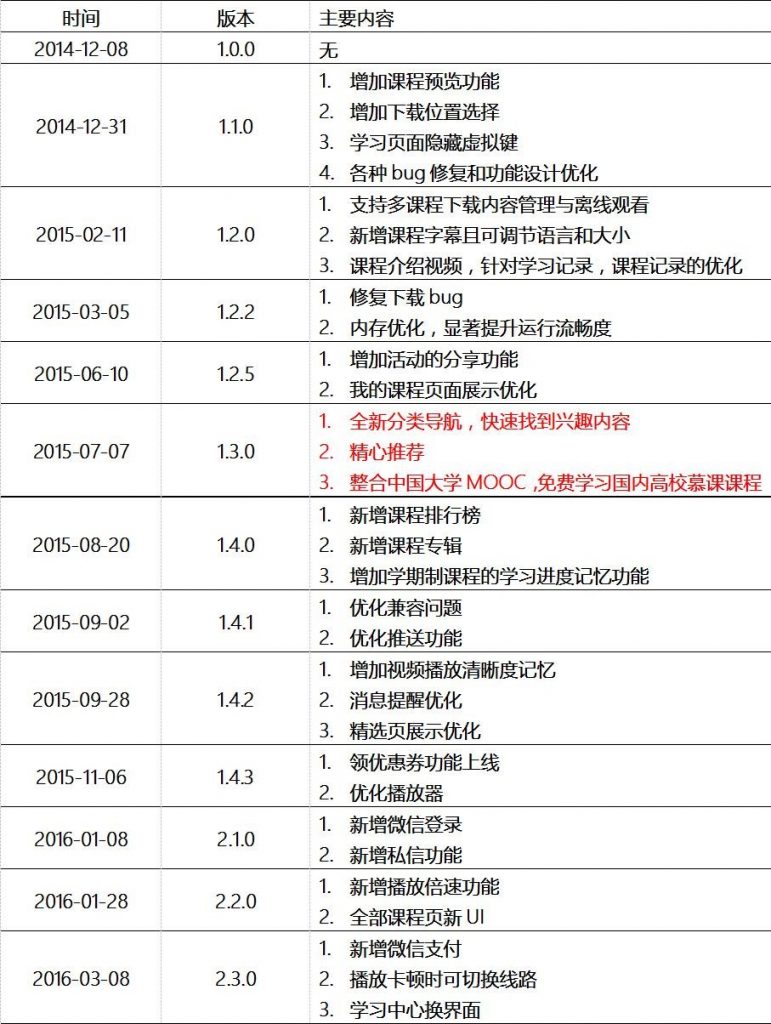 时间 版本 主要内容
2014-12-08 1.0.0 无
1. 增加课程预览功能
2. 增加下载位置选择
2014-12-31 1.1.0
3. 学习页面隐藏虚拟键
4. 各种 bug 修复和功能设计优化
1. 支持多课程下载内容管理与离线观看
2015-02-11 1.2.0 2. 新增课程字幕且可调节语言和大小
3. 课程介绍视频，针对学习记录，课程记录的优化
1. 修复下载 bug
2015-03-05 1.2.2
2. 内存优化，显著提升运行流畅度
1. 增加活动的分享功能
2015-06-10 1.2.5
2. 我的课程页面展示优化
1. 全新分类导航，快速找到兴趣内容
2015-07-07 1.3.0 2. 精心推荐
3. 整合中国大学 MOOC ,免费学习国内高校慕课课程
1. 新增课程排行榜
2015-08-20 1.4.0 2. 新增课程专辑
3. 增加学期制课程的学习进度记忆功能
1. 优化兼容问题
2015-09-02 1.4.1
2. 优化推送功能
1. 增加视频播放清晰度记忆
2015-09-28 1.4.2 2. 消息提醒优化
3. 精选页展示优化
1. 领优惠券功能上线
2015-11-06 1.4.3
2. 优化播放器
1. 新增微信登录
2016-01-08 2.1.0
2. 新增私信功能
1. 新增播放倍速功能
2016-01-28 2.2.0
2. 全部课程页新 UI
1. 新增微信支付
2016-03-08 2.3.0 2. 播放卡顿时可切换线路
3. 学习中心换界面